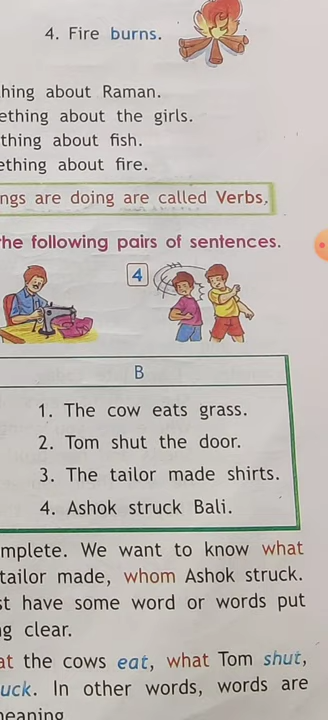 4. Fire burns.
hing about Raman.
ething about the girls.
thing about fish.
ething about fire.
ngs are doing are called Verbs.
the following pairs of sentences.
4
B
1. The cow eats grass.
2. Tom shut the door.
3. The tailor made shirts.
4. Ashok struck Bali.
mplete. We want to know what
tailor made, whom Ashok struck.
st have some word or words put
g clear.
at the cows eat, what Tom shut,
uck. In other words, words are
meaning